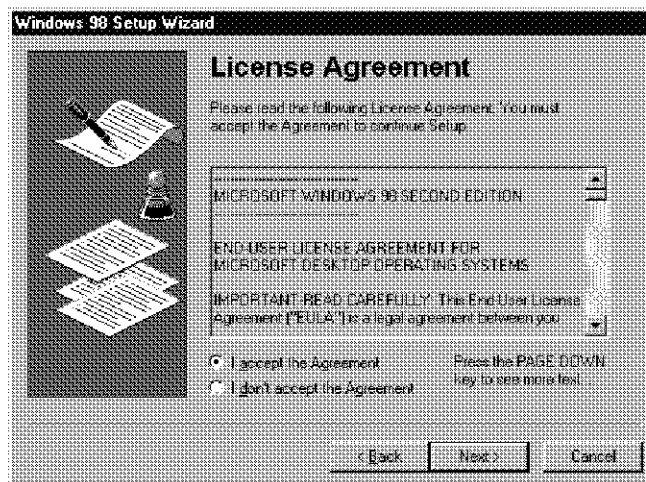 Windows 98 Setup Wizard
License Agreement
Please read the following License Agreement. You must
accept the Agreement to continue Setup.
------------------------------
MICROSOFT WINDOWS 98 SECOND EDITION
------------------------------
END-USER LICENSE AGREEMENT FOR
MICROSOFT DESKTOP OPERATING SYSTEMS
IMPORTANT-READ CAREFULLY: This End User License
Agreement ("EULA") is a legal agreement between you
I accept the Agreement
I don't accept the Agreement
Press the PAGE DOWN
key to see more text...
< Back
Next >
Cancel